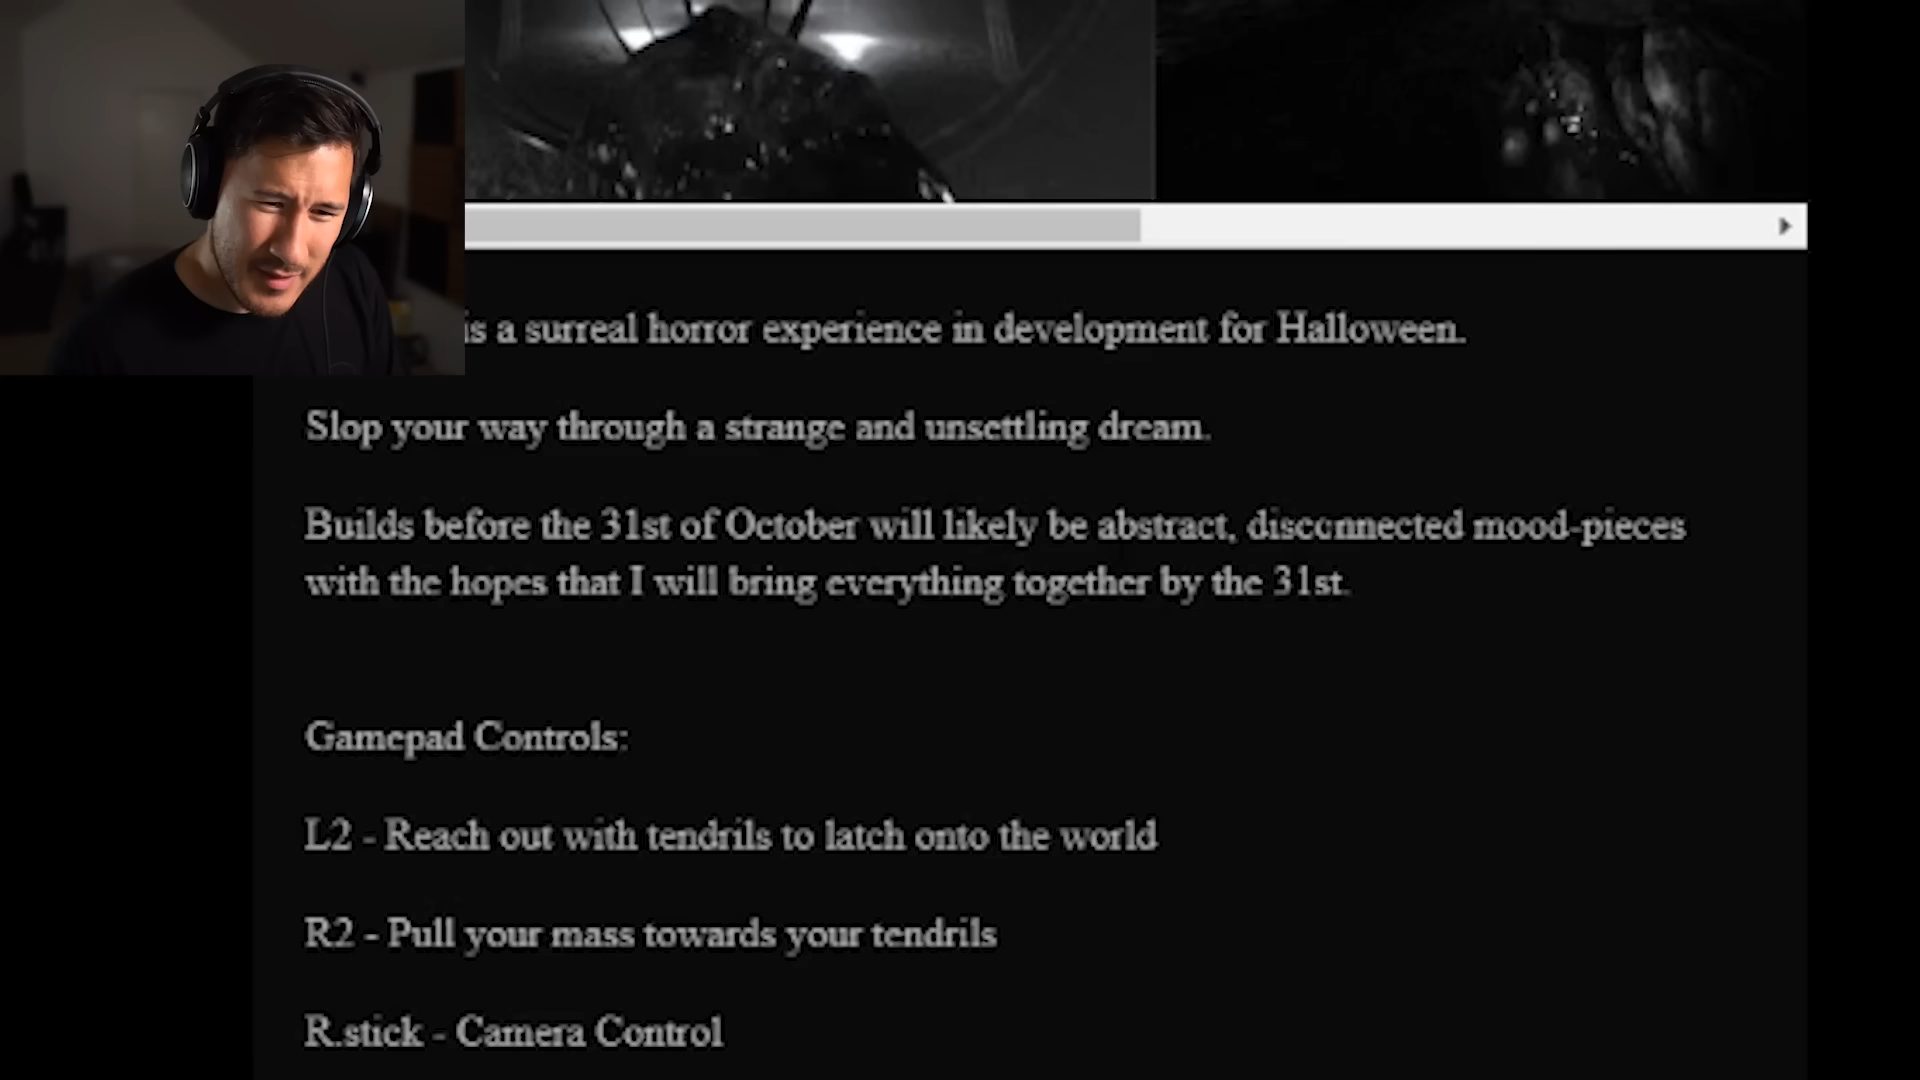 is a surreal horror experience in development for Halloween.
Slop your way through a strange and unsettling dream.
Builds before the 31st of October will likely be abstract, disconnected mood-pieces
with the hopes that I will bring everything together by the 31st.
Gamepad Controls:
L2 - Reach out with tendrils to latch onto the world
R2 - Pull your mass towards your tendrils
R.stick - Camera Control